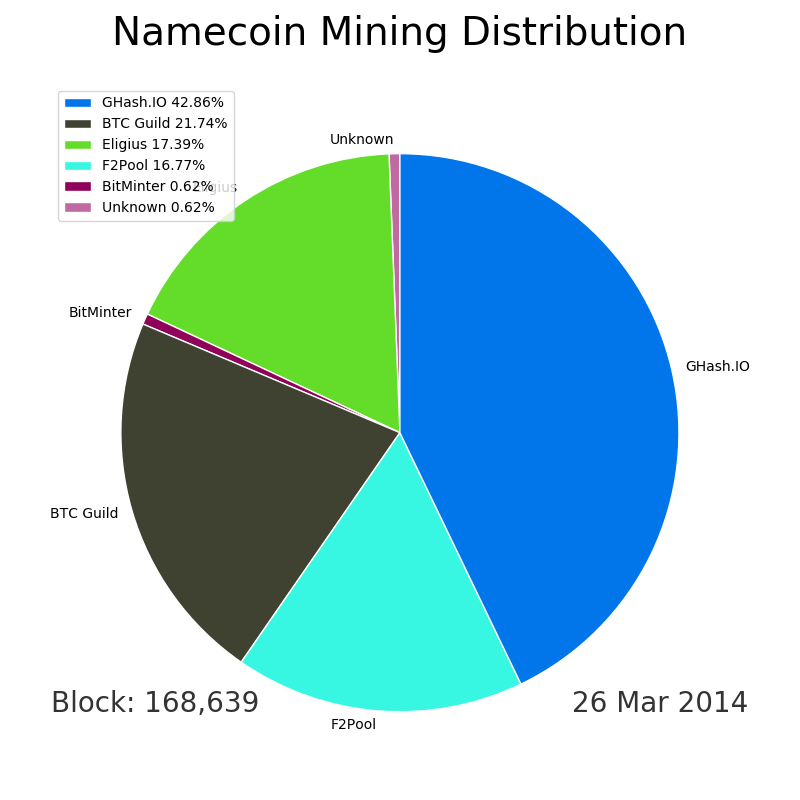 Namecoin Mining Distribution
GHash.IO 42.86%
BTC Guild 21.74%
Eligius 17.39%
F2Pool 16.77%
BitMinter 0.62%
Unknown 0.62%
Unknown
Eligius
BitMinter
GHash.IO
BTC Guild
F2Pool
Block: 168,639
26 Mar 2014